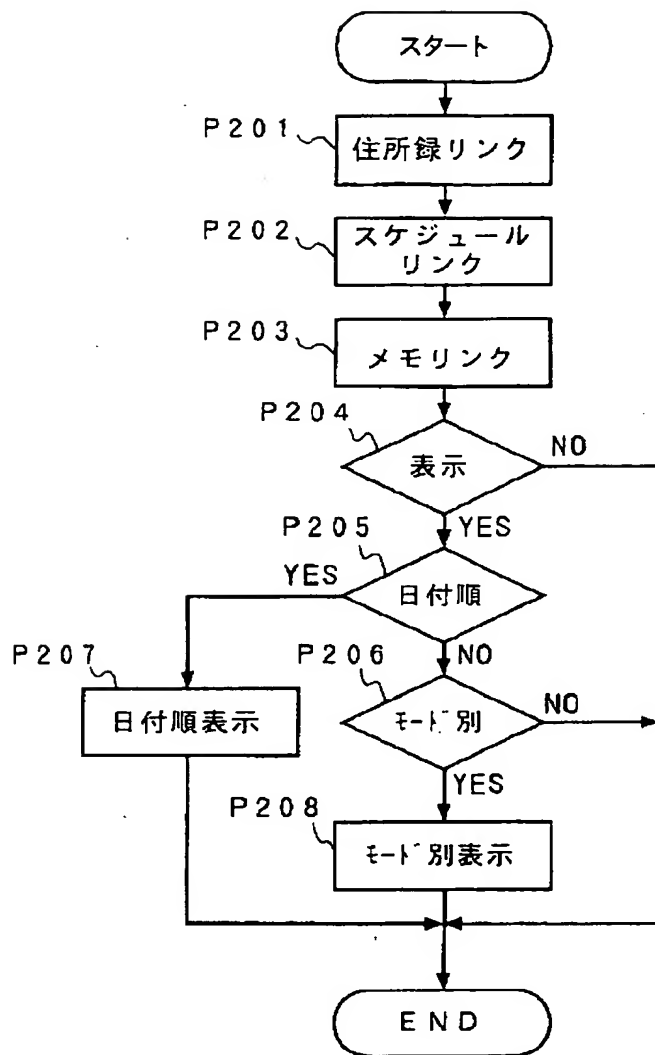 スタート
P201
住所録リンク
P202
スケジュール
リンク
P203
メモリンク
P204
表示
NO
YES
P205
YES
日付順
NO
P207
P206
日付順表示
ﾓｰﾄﾞ別
NO
YES
P208
ﾓｰﾄﾞ別表示
END